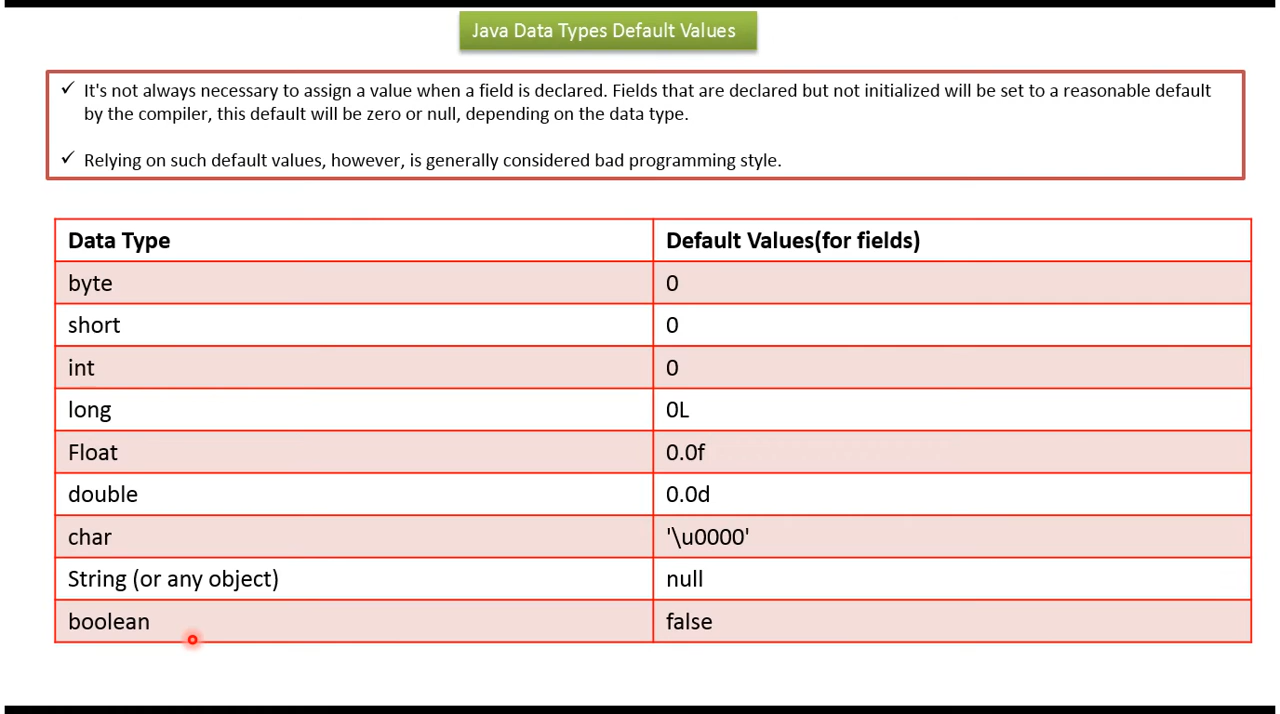 Java Data Types Default Values
✓ It's not always necessary to assign a value when a field is declared. Fields that are declared but not initialized will be set to a reasonable default
by the compiler, this default will be zero or null, depending on the data type.
✓ Relying on such default values, however, is generally considered bad programming style.
Data Type Default Values(for fields)
byte 0
short 0
int 0
long 0L
Float 0.0f
double 0.0d
char '\u0000'
String (or any object) null
boolean false